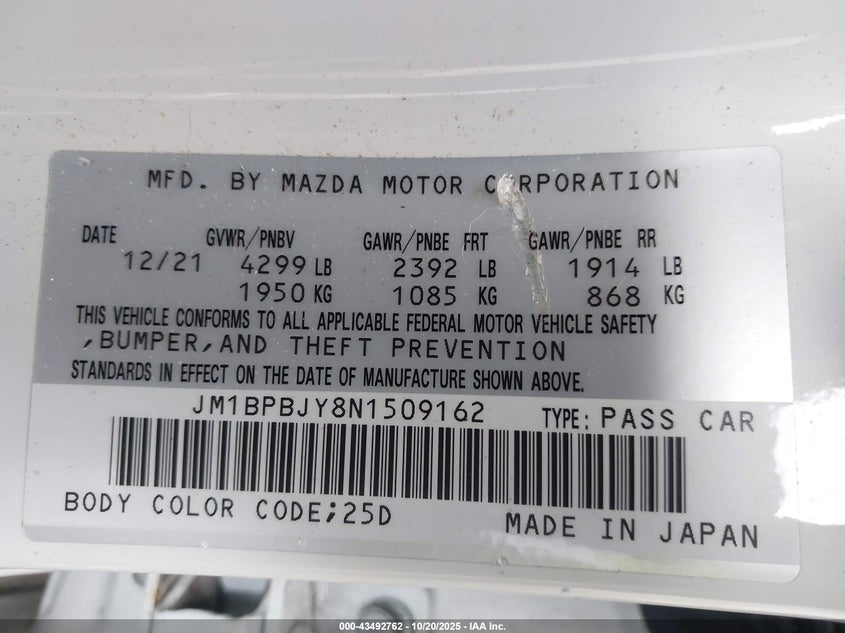 MFD. BY MAZDA MOTOR CORPORATION
DATE GVWR/PNBV GAWR/PNBE FRT GAWR/PNBE RR
12/21 4299 LB 2392 LB 1914 LB
1950 KG 1085 KG 868 KG
THIS VEHICLE CONFORMS TO ALL APPLICABLE FEDERAL MOTOR VEHICLE SAFETY
,BUMPER,AND THEFT PREVENTION
STANDARDS IN EFFECT ON THE DATE OF MANUFACTURE SHOWN ABOVE.
JM1BPBJY8N1509162 TYPE: PASS CAR
BODY COLOR CODE;25D MADE IN JAPAN
000-43492762 - 10/20/2025 - © IAA Inc.